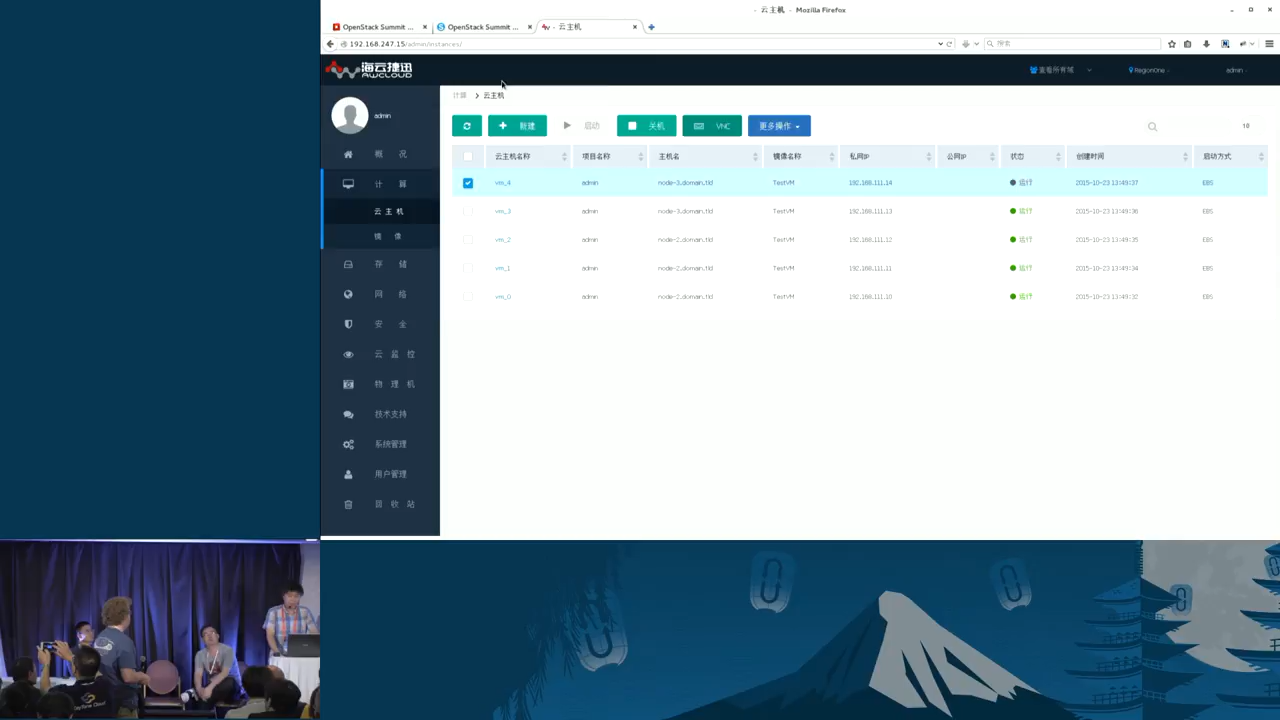 - 云主机 - Mozilla Firefox
OpenStack Summit ... × OpenStack Summit ... × - 云主机 ×
192.168.247.15/admin/instances/ 搜索
海云捷迅
AWCLOUD
查看所有域 RegionOne admin
admin
概 况
计 算
云 主 机
镜 像
存 储
网 络
安 全
云 监 控
物 理 机
技术支持
系统管理
用户管理
回 收 站
计算 > 云主机
新建 启动 关机 VNC 更多操作 10
云主机名称 项目名称 主机名 镜像名称 私网IP 公网IP 状态 创建时间 启动方式
vm_4 admin node-3.domain.tld TestVM 192.168.111.14 运行 2015-10-23 13:49:37 EBS
vm_3 admin node-3.domain.tld TestVM 192.168.111.13 运行 2015-10-23 13:49:36 EBS
vm_2 admin node-2.domain.tld TestVM 192.168.111.12 运行 2015-10-23 13:49:35 EBS
vm_1 admin node-2.domain.tld TestVM 192.168.111.11 运行 2015-10-23 13:49:34 EBS
vm_0 admin node-2.domain.tld TestVM 192.168.111.10 运行 2015-10-23 13:49:32 EBS